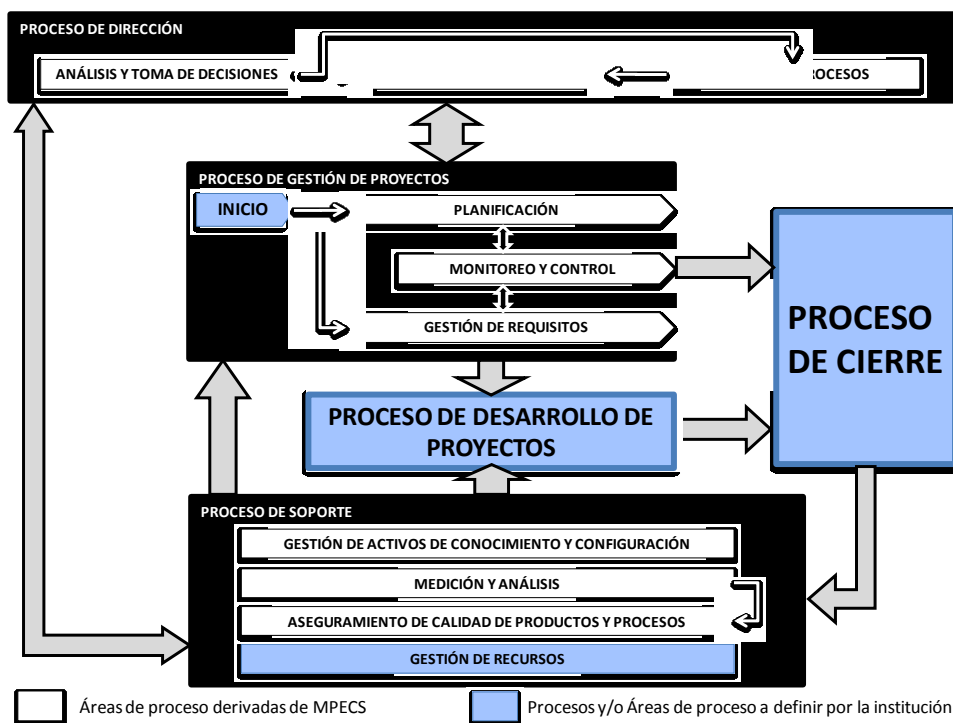 PROCESO DE DIRECCIÓN
ANÁLISIS Y TOMA DE DECISIONES
PROCESO DE GESTIÓN DE PROYECTOS
INICIO
PLANIFICACIÓN
MONITOREO Y CONTROL
GESTIÓN DE REQUISITOS
PROCESO
DE CIERRE
PROCESO DE DESARROLLO DE
PROYECTOS
PROCESO DE SOPORTE
GESTIÓN DE ACTIVOS DE CONOCIMIENTO Y CONFIGURACIÓN
MEDICIÓN Y ANÁLISIS
ASEGURAMIENTO DE CALIDAD DE PRODUCTOS Y PROCESOS
GESTIÓN DE RECURSOS
Áreas de proceso derivadas de MPECS
Procesos y/o Áreas de proceso a definir por la institución